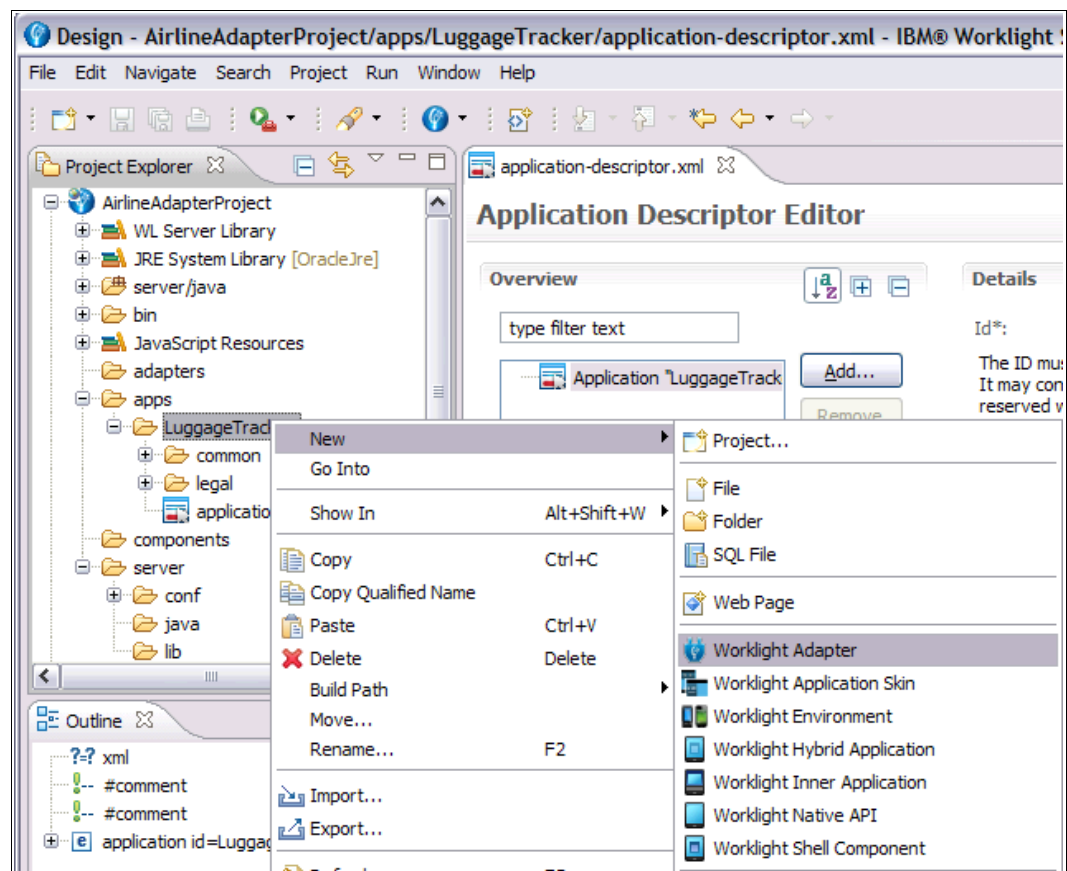 Design - AirlineAdapterProject/apps/LuggageTracker/application-descriptor.xml - IBM® Worklight
File Edit Navigate Search Project Run Window Help
Project Explorer
application-descriptor.xml
AirlineAdapterProject
WL Server Library
JRE System Library [OracleJre]
server/java
bin
JavaScript Resources
adapters
apps
LuggageTrac
common
legal
applicatio
components
server
conf
java
lib
Application Descriptor Editor
Overview
Details
type filter text
Id*:
Application "LuggageTrack
Add...
Remove
The ID mus
It may con
reserved w
New
Go Into
Show In Alt+Shift+W
Copy Ctrl+C
Copy Qualified Name
Paste Ctrl+V
Delete Delete
Build Path
Move...
Rename... F2
Import...
Export...
Project...
File
Folder
SQL File
Web Page
Worklight Adapter
Worklight Application Skin
Worklight Environment
Worklight Hybrid Application
Worklight Inner Application
Worklight Native API
Worklight Shell Component
Outline
?=? xml
#comment
#comment
application id=Luggag